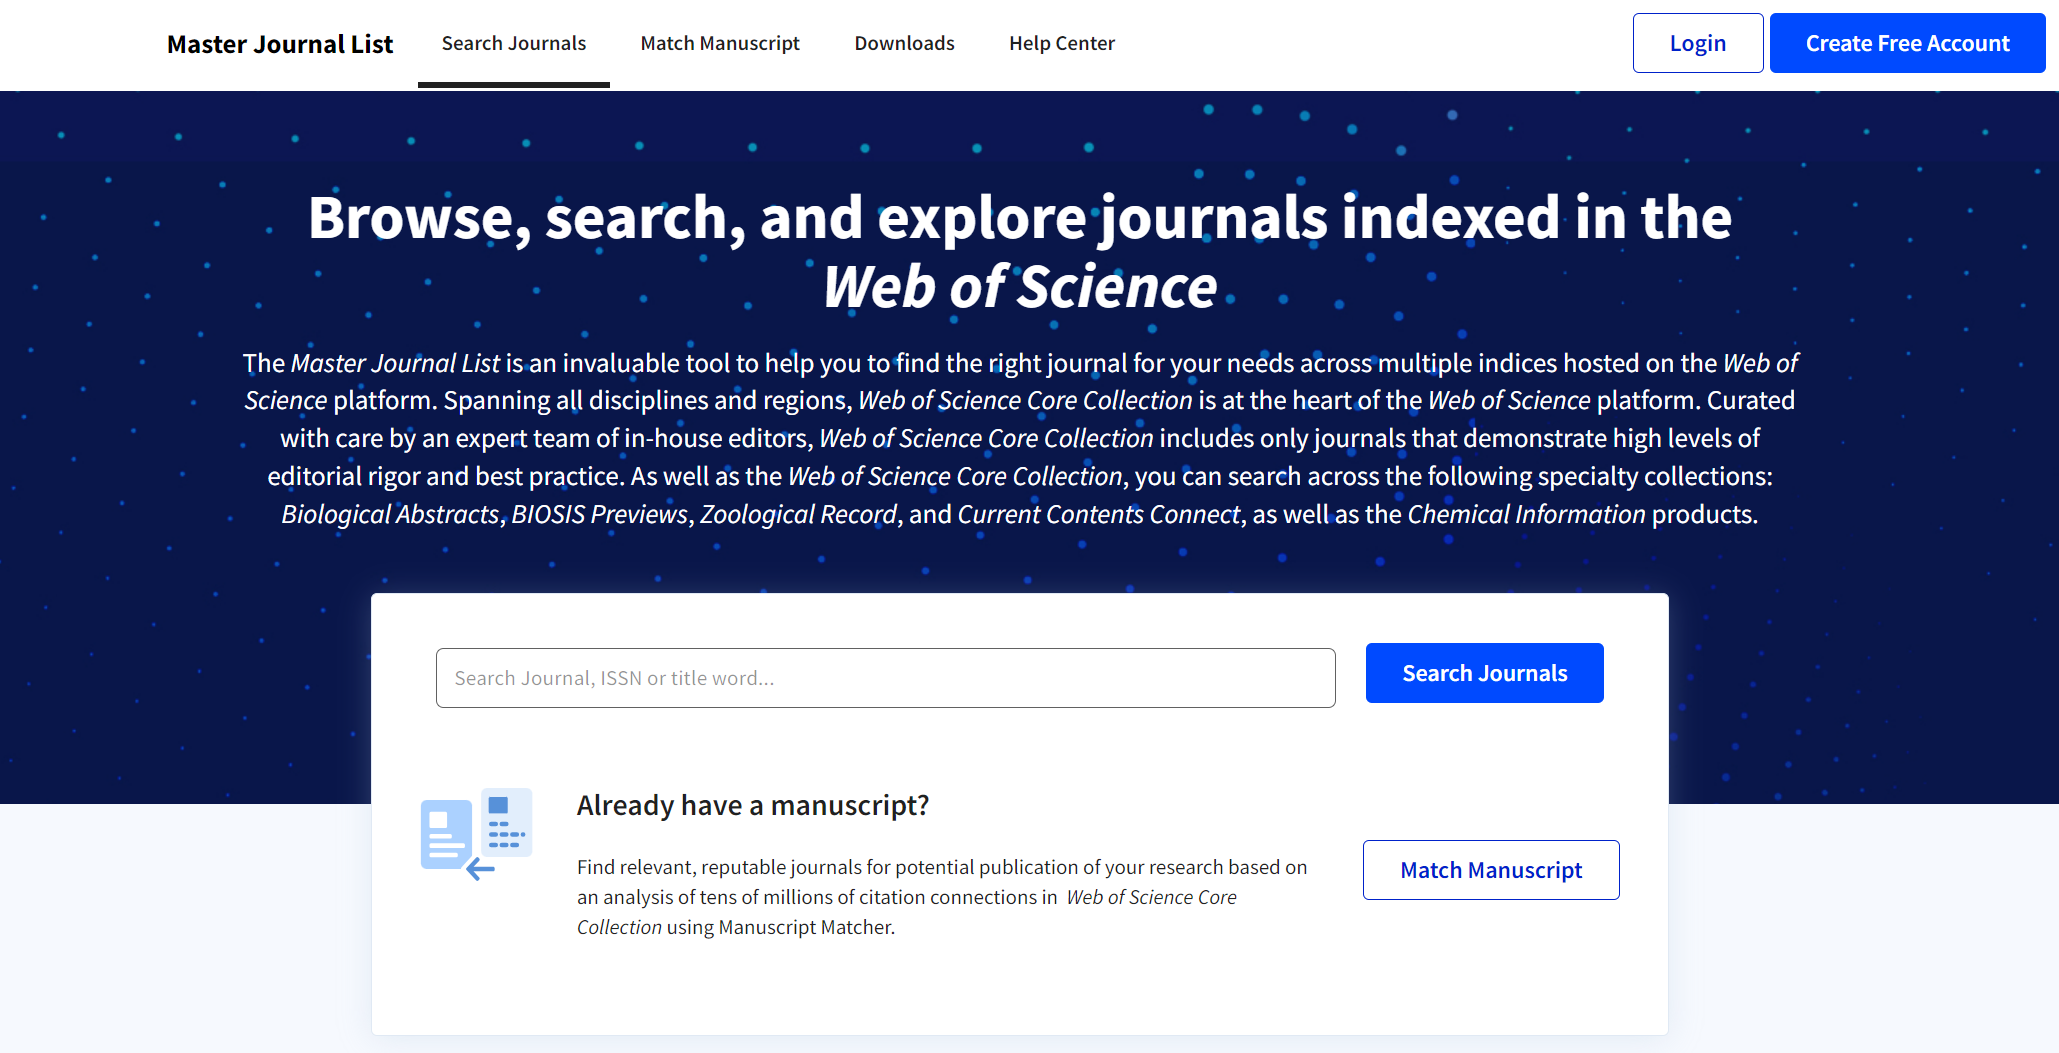 Master Journal List
Search Journals
Match Manuscript
Downloads
Help Center
Login
Create Free Account
Browse, search, and explore journals indexed in the
Web of Science
The Master Journal List is an invaluable tool to help you to find the right journal for your needs across multiple indices hosted on the Web of
Science platform. Spanning all disciplines and regions, Web of Science Core Collection is at the heart of the Web of Science platform. Curated
with care by an expert team of in-house editors, Web of Science Core Collection includes only journals that demonstrate high levels of
editorial rigor and best practice. As well as the Web of Science Core Collection, you can search across the following specialty collections:
Biological Abstracts, BIOSIS Previews, Zoological Record, and Current Contents Connect, as well as the Chemical Information products.
Search Journal, ISSN or title word...
Search Journals
Already have a manuscript?
Find relevant, reputable journals for potential publication of your research based on
an analysis of tens of millions of citation connections in Web of Science Core
Collection using Manuscript Matcher.
Match Manuscript